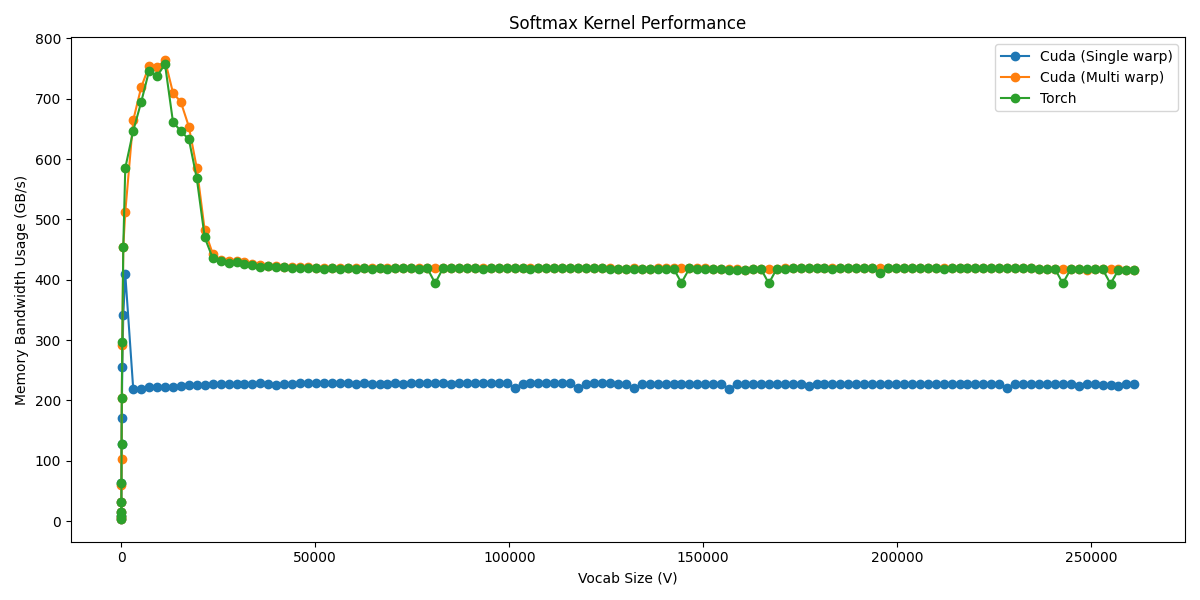 Softmax Kernel Performance
Cuda (Single warp)
Cuda (Multi warp)
Torch
Memory Bandwidth Usage (GB/s)
800
700
600
500
400
300
200
100
0
0
50000
100000
150000
200000
250000
Vocab Size (V)